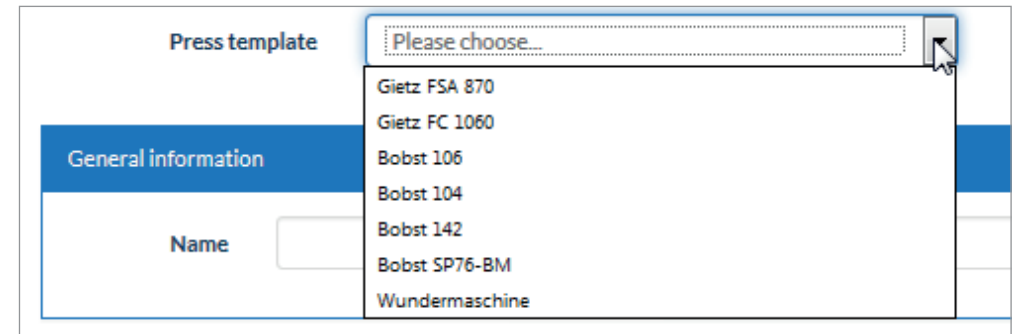 Press template Please choose...
Gietz FSA 870
Gietz FC 1060
General information
Bobst 106
Bobst 104
Name
Bobst 142
Bobst SP76-BM
Wundermaschine